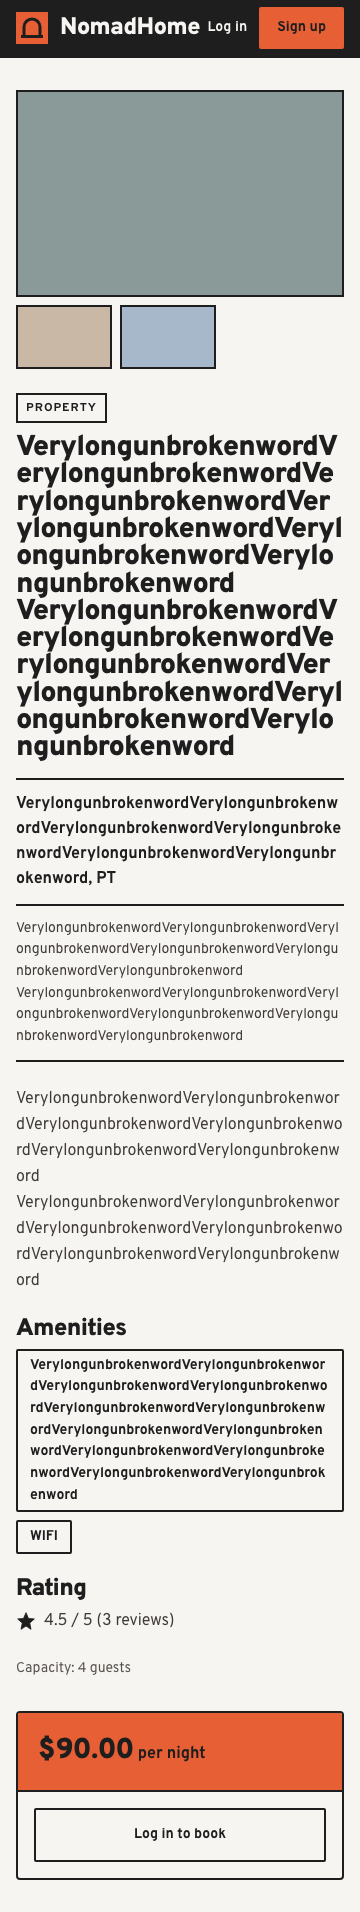 NomadHome Log in Sign up
PROPERTY
VerylongunbrokenwordV
erylongunbrokenwordVe
rylongunbrokenwordVer
ylongunbrokenwordVeryl
ongunbrokenwordVerylo
ngunbrokenword
VerylongunbrokenwordV
erylongunbrokenwordVe
rylongunbrokenwordVer
ylongunbrokenwordVeryl
ongunbrokenwordVerylo
ngunbrokenword
VerylongunbrokenwordVerylongunbrokenw
ordVerylongunbrokenwordVerylongunbroke
nwordVerylongunbrokenwordVerylongunbr
okenword, PT
VerylongunbrokenwordVerylongunbrokenwordVeryl
ongunbrokenwordVerylongunbrokenwordVerylongu
nbrokenwordVerylongunbrokenword
VerylongunbrokenwordVerylongunbrokenwordVeryl
ongunbrokenwordVerylongunbrokenwordVerylongu
nbrokenwordVerylongunbrokenword
VerylongunbrokenwordVerylongunbrokenwor
dVerylongunbrokenwordVerylongunbrokenwo
rdVerylongunbrokenwordVerylongunbrokenw
ord
VerylongunbrokenwordVerylongunbrokenwor
dVerylongunbrokenwordVerylongunbrokenwo
rdVerylongunbrokenwordVerylongunbrokenw
ord
Amenities
VerylongunbrokenwordVerylongunbrokenwor
dVerylongunbrokenwordVerylongunbrokenwo
rdVerylongunbrokenwordVerylongunbrokenw
ordVerylongunbrokenwordVerylongunbroken
wordVerylongunbrokenwordVerylongunbroke
nwordVerylongunbrokenwordVerylongunbrok
enword
WIFI
Rating
4.5 / 5 (3 reviews)
Capacity: 4 guests
$90.00 per night
Log in to book